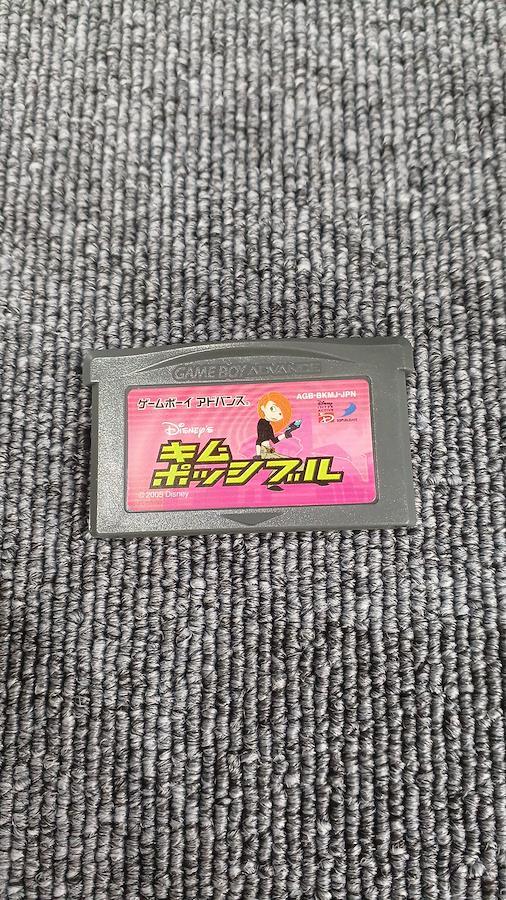 GAME BOY ADVANCE
ゲームボーイ アドバンス
AGB-BKMJ-JPN
Disney's
キム
ポッシブル
© 2005 Disney